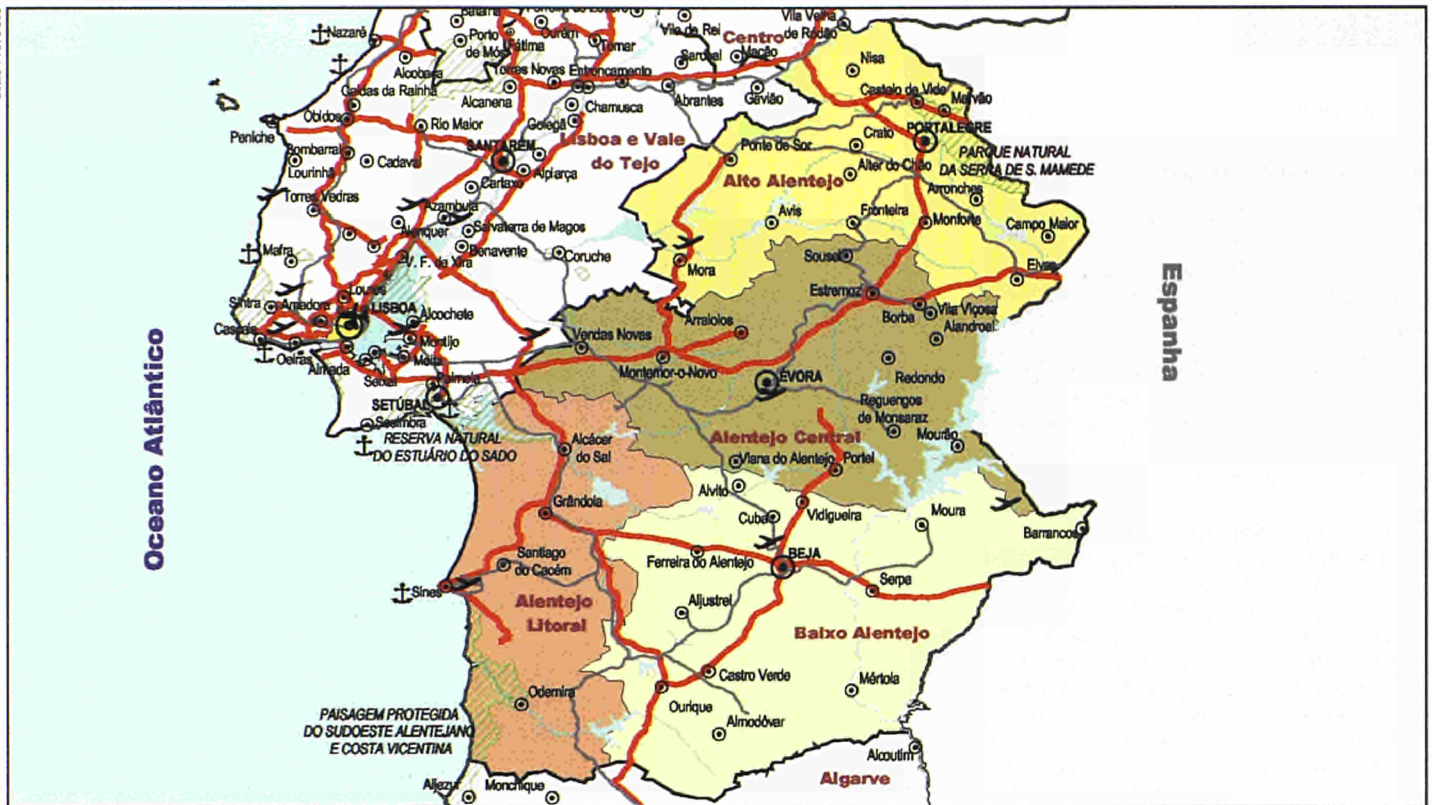 Nazaré
Porto
de Mós
Fátima
Ourém
Tomar
Vila de Rei
Sardoal
Mação
Centro
Vila Velha
de Ródão
Nisa
Alcobaça
Caldas da Rainha
Alcanena
Torres Novas
Entroncamento
Chamusca
Abrantes
Gavião
Castelo de Vide
Marvão
Peniche
Óbidos
Rio Maior
Golegã
SANTARÉM
Lisboa e Vale
do Tejo
Ponte de Sor
Crato
PORTALEGRE
PARQUE NATURAL
DA SERRA DE S. MAMEDE
Bombarral
Lourinhã
Cadaval
Cartaxo
Alpiarça
Alto Alentejo
Alter do Chão
Arronches
Torres Vedras
Azambuja
Alenquer
Salvaterra de Magos
Benavente
Coruche
Avis
Fronteira
Monforte
Campo Maior
Mafra
V. F. de Xira
Mora
Sousel
Elvas
Sintra
Amadora
Loures
LISBOA
Alcochete
Estremoz
Borba
Vila Viçosa
Alandroal
Cascais
Oeiras
Almada
Seixal
Montijo
Moita
Palmela
Vendas Novas
Arraiolos
Montemor-o-Novo
ÉVORA
Redondo
SETÚBAL
Sesimbra
RESERVA NATURAL
DO ESTUÁRIO DO SADO
Reguengos
de Monsaraz
Mourão
Alcácer
do Sal
Alentejo Central
Viana do Alentejo
Portel
Alvito
Grândola
Cuba
Vidigueira
Moura
Barrancos
Santiago
do Cacém
Ferreira do Alentejo
BEJA
Serpa
Sines
Alentejo
Litoral
Aljustrel
Baixo Alentejo
Odemira
Castro Verde
Mértola
Ourique
Almodôvar
PAISAGEM PROTEGIDA
DO SUDOESTE ALENTEJANO
E COSTA VICENTINA
Alcoutim
Aljezur
Monchique
Algarve
Oceano Atlântico
Espanha